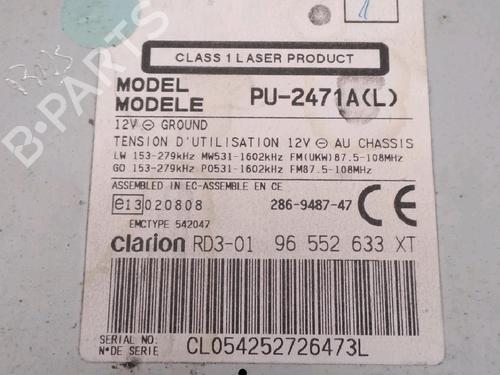 1
CLASS 1 LASER PRODUCT
MODEL
MODELE PU-2471A(L)
12V ⊖ GROUND
TENSION D'UTILISATION 12V ⊖ AU CHASSIS
LW 153-279kHz MW531-1602kHz FM(UKW)87.5-108MHz
GO 153-279kHz PO531-1602kHz FM87.5-108MHz
ASSEMBLED IN EC-ASSEMBLE EN CE
e13 020808 286-9487-47 CE
EMCTYPE 542047
clarion RD3-01 96 552 633 XT
SERIAL NO.
N° DE SERIE CL054252726473L
B-PARTS